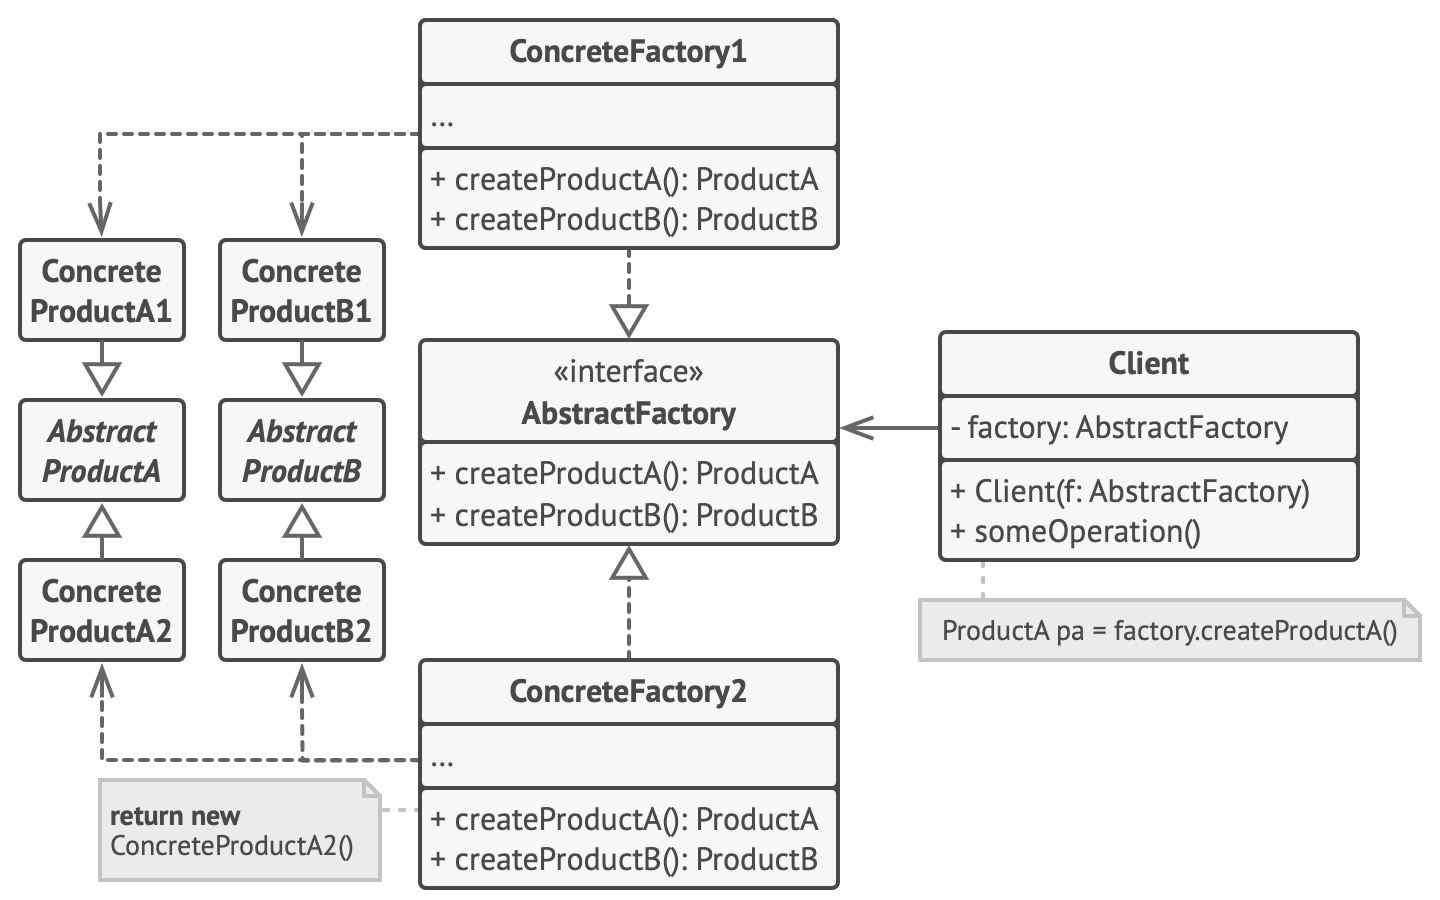 ConcreteFactory1
...
+ createProductA(): ProductA
+ createProductB(): ProductB
Concrete
ProductA1
Concrete
ProductB1
Abstract
ProductA
Abstract
ProductB
Concrete
ProductA2
Concrete
ProductB2
«interface»
AbstractFactory
+ createProductA(): ProductA
+ createProductB(): ProductB
Client
- factory: AbstractFactory
+ Client(f: AbstractFactory)
+ someOperation()
ProductA pa = factory.createProductA()
ConcreteFactory2
...
+ createProductA(): ProductA
+ createProductB(): ProductB
return new
ConcreteProductA2()